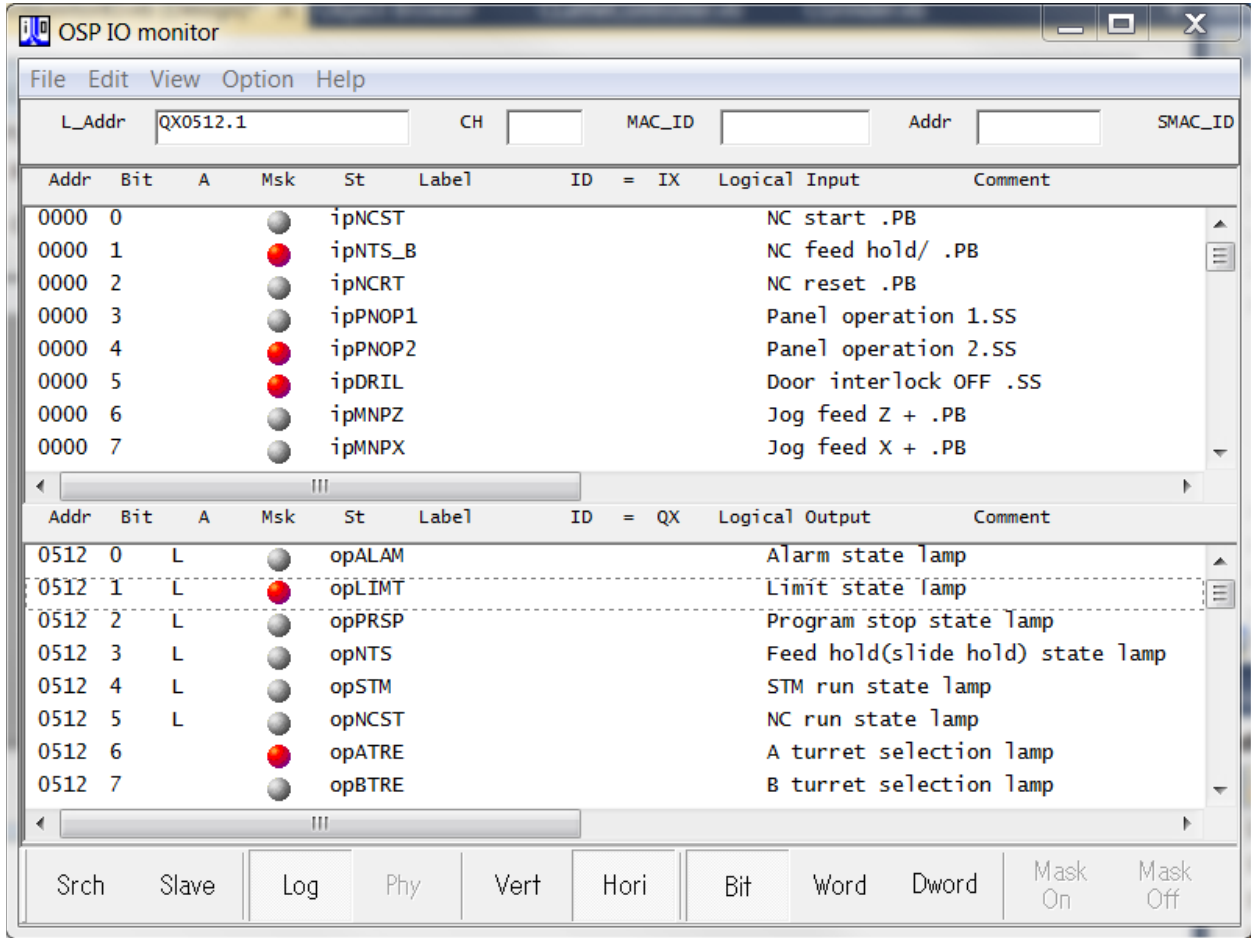 OSP IO monitor
File Edit View Option Help
L_Addr QX0512.1 CH MAC_ID Addr SMAC_ID
Addr Bit A Msk St Label ID = IX Logical Input Comment
0000 0 ipNCST NC start .PB
0000 1 ipNTS_B NC feed hold/ .PB
0000 2 ipNCRT NC reset .PB
0000 3 ipPNOP1 Panel operation 1.SS
0000 4 ipPNOP2 Panel operation 2.SS
0000 5 ipDRIL Door interlock OFF .SS
0000 6 ipMNPZ Jog feed Z + .PB
0000 7 ipMNPX Jog feed X + .PB
Addr Bit A Msk St Label ID = QX Logical Output Comment
0512 0 L opALAM Alarm state lamp
0512 1 L opLIMT Limit state lamp
0512 2 L opPRSP Program stop state lamp
0512 3 L opNTS Feed hold(slide hold) state lamp
0512 4 L opSTM STM run state lamp
0512 5 L opNCST NC run state lamp
0512 6 opATRE A turret selection lamp
0512 7 opBTRE B turret selection lamp
Srch Slave Log Phy Vert Hori Bit Word Dword Mask On Mask Off